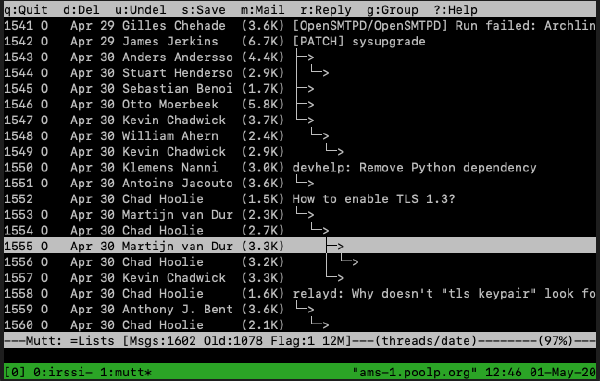 q:Quit d:Del u:Undel s:Save m:Mail r:Reply g:Group ?:Help
1541 O Apr 29 Gilles Chehade (3.6K) [OpenSMTPD/OpenSMTPD] Run failed: Archlin
1542 O Apr 29 James Jerkins (6.7K) [PATCH] sysupgrade
1543 O Apr 30 Anders Andersso (4.4K) ├─>
1544 O Apr 30 Stuart Henderso (2.9K) │ └─>
1545 O Apr 30 Sebastian Benoi (1.7K) ├─>
1546 O Apr 30 Otto Moerbeek (5.8K) ├─>
1547 O Apr 30 Kevin Chadwick (3.7K) └─>
1548 O Apr 30 William Ahern (2.4K) └─>
1549 O Apr 30 Kevin Chadwick (2.9K) └─>
1550 O Apr 30 Klemens Nanni (3.0K) devhelp: Remove Python dependency
1551 O Apr 30 Antoine Jacouto (3.6K) └─>
1552 Apr 30 Chad Hoolie (1.5K) How to enable TLS 1.3?
1553 O Apr 30 Martijn van Dur (2.3K) └─>
1554 O Apr 30 Chad Hoolie (2.7K) └─>
1555 O Apr 30 Martijn van Dur (3.3K) ├─>
1556 O Apr 30 Chad Hoolie (3.2K) │ └─>
1557 O Apr 30 Kevin Chadwick (3.3K) └─>
1558 O Apr 30 Chad Hoolie (1.6K) relayd: Why doesn't "tls keypair" look fo
1559 O Apr 30 Anthony J. Bent (3.6K) └─>
1560 O Apr 30 Chad Hoolie (2.1K) └─>
---Mutt: =Lists [Msgs:1602 Old:1078 Flag:1 12M]---(threads/date)--------(97%)---
[0] 0:irssi- 1:mutt* "ams-1.poolp.org" 12:46 01-May-20